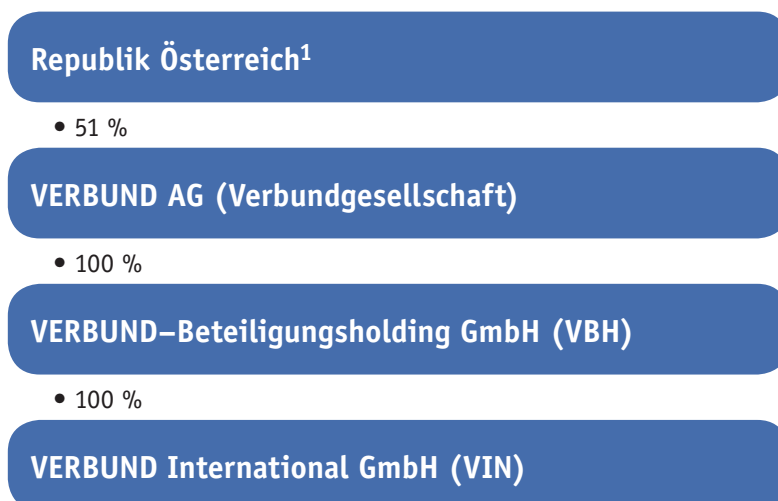 Republik Österreich¹
• 51 %
VERBUND AG (Verbundgesellschaft)
• 100 %
VERBUND–Beteiligungsholding GmbH (VBH)
• 100 %
VERBUND International GmbH (VIN)